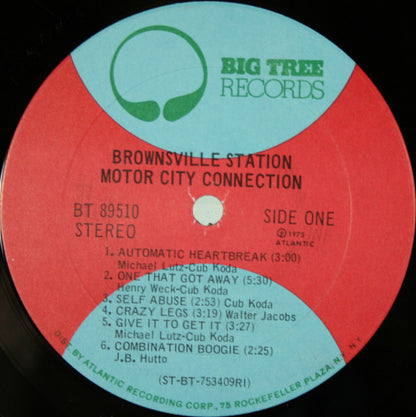 BIG TREE
RECORDS
BROWNSVILLE STATION
MOTOR CITY CONNECTION
BT 89510
STEREO
SIDE ONE
Ⓟ 1975
ATLANTIC
1. AUTOMATIC HEARTBREAK (3:00)
Michael Lutz-Cub Koda
2. ONE THAT GOT AWAY (5:30)
Henry Weck-Cub Koda
3. SELF ABUSE (2:53) Cub Koda
4. CRAZY LEGS (3:19) Walter Jacobs
5. GIVE IT TO GET IT (3:27)
Michael Lutz-Cub Koda
6. COMBINATION BOOGIE (2:25)
J.B. Hutto
(ST-BT-753409RI)
DIST. BY ATLANTIC RECORDING CORP., 75 ROCKEFELLER PLAZA, N.Y. N.Y.